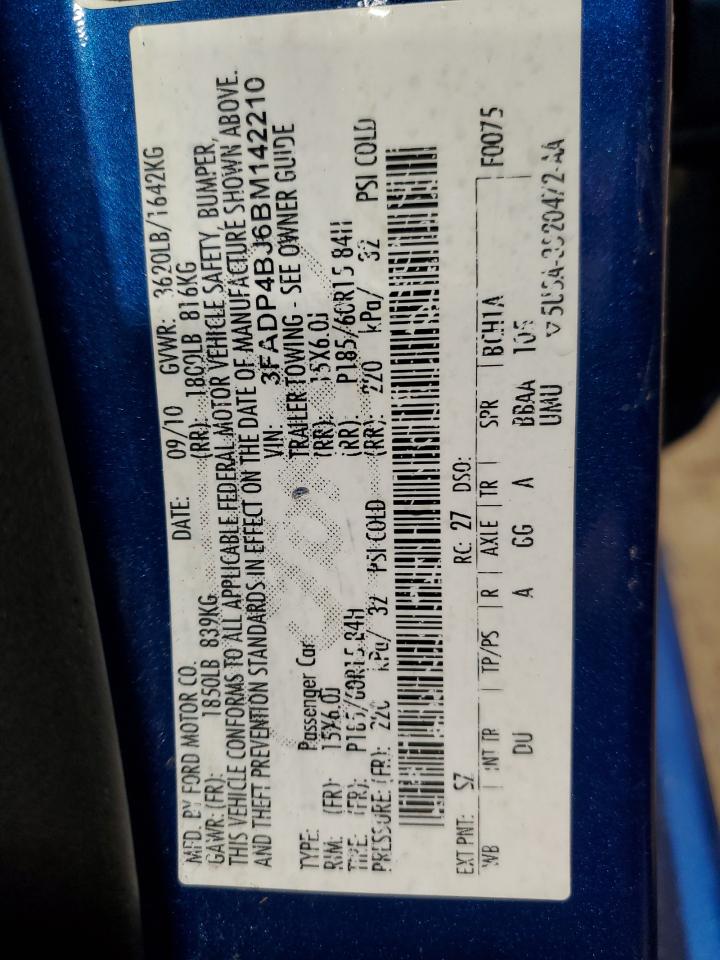 MFD. BY FORD MOTOR CO. DATE: 09/10 GVWR: 3620LB/1642KG
GAWR: (FR): 1850LB 839KG (RR): 1800LB 816KG
THIS VEHICLE CONFORMS TO ALL APPLICABLE FEDERAL MOTOR VEHICLE SAFETY, BUMPER,
AND THEFT PREVENTION STANDARDS IN EFFECT ON THE DATE OF MANUFACTURE SHOWN ABOVE.
VIN: 3FADP4BJ6BM142210
TYPE: Passenger Car TRAILER TOWING - SEE OWNER GUIDE
RIM: (FR): 15X6.0J (RR): 15X6.0J
TIRE: (FR): P185/60R15 84H (RR): P185/60R15 84H
PRESSURE: (FR): 220 kPa/ 32 PSI COLD (RR): 220 kPa/ 32 PSI COLD
EXT PNT: SZ RC: 27 DSO: F0075
WB INT TR TP/PS R AXLE TR SPR BCH1A
DU A GG A BBAA 105
UMU